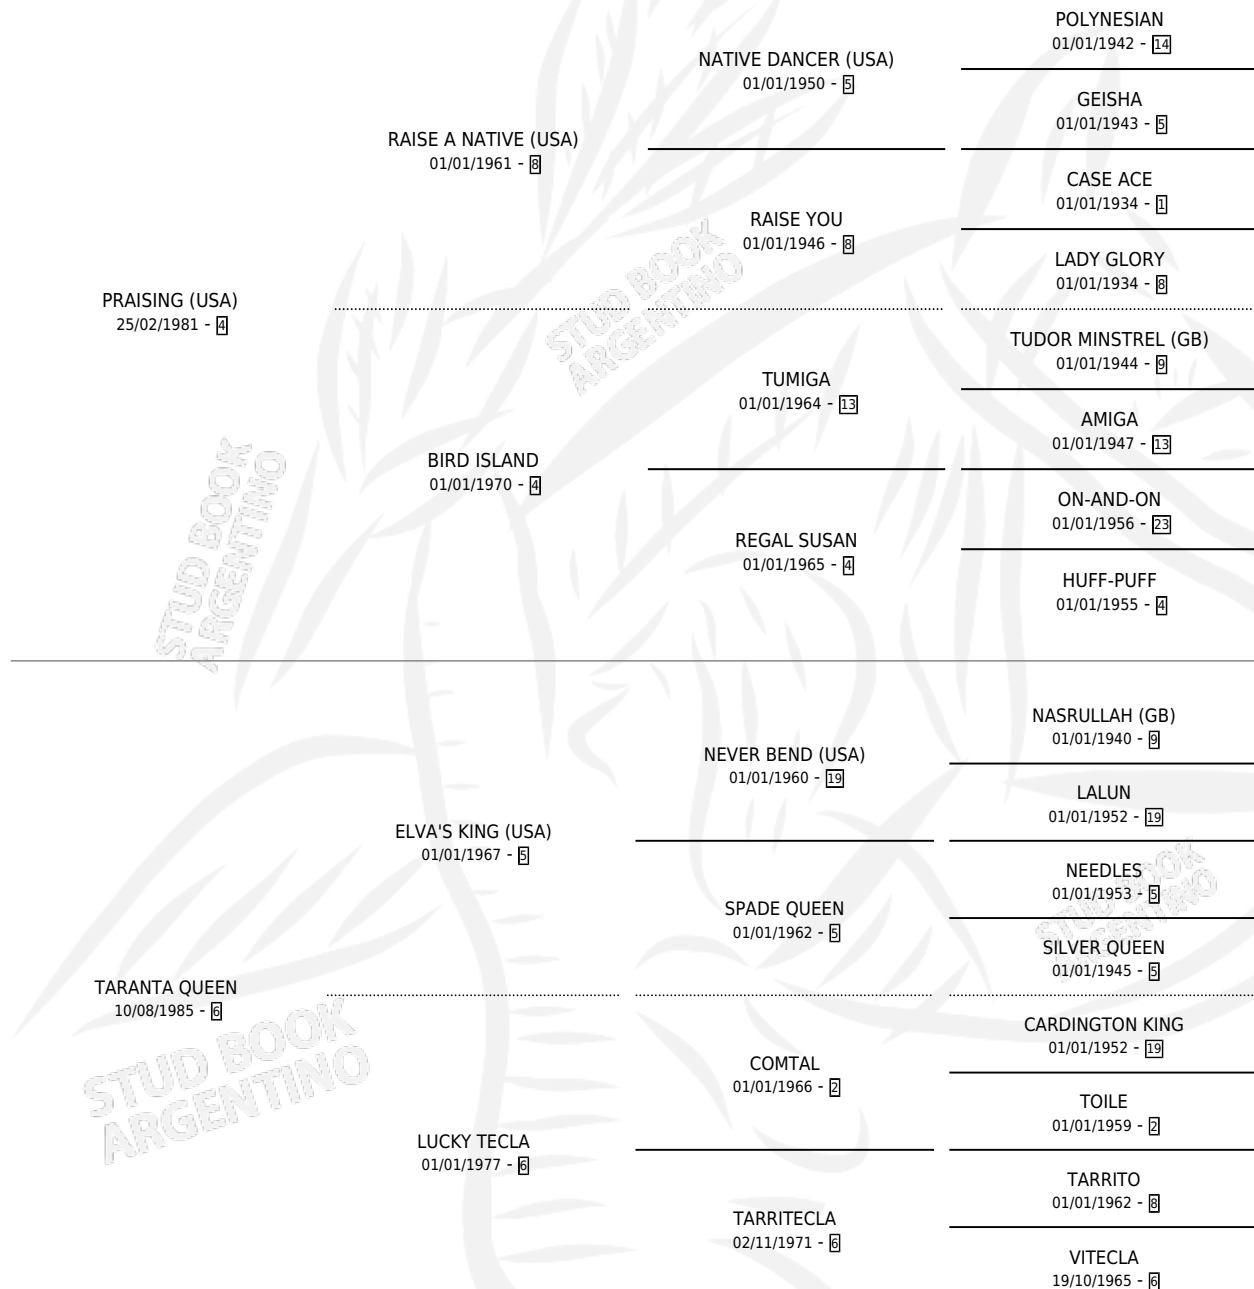 POLYNESIAN
01/01/1942 - 14
NATIVE DANCER (USA)
01/01/1950 - 5
GEISHA
01/01/1943 - 5
RAISE A NATIVE (USA)
01/01/1961 - 8
CASE ACE
01/01/1934 - 1
RAISE YOU
01/01/1946 - 8
LADY GLORY
01/01/1934 - 8
PRAISING (USA)
25/02/1981 - 4
STUD BOOK
ARGENTINO
TUDOR MINSTREL (GB)
01/01/1944 - 9
TUMIGA
01/01/1964 - 13
AMIGA
01/01/1947 - 13
BIRD ISLAND
01/01/1970 - 4
ON-AND-ON
01/01/1956 - 23
REGAL SUSAN
01/01/1965 - 4
HUFF-PUFF
01/01/1955 - 4
STUD BOOK
ARGENTINO
NASRULLAH (GB)
01/01/1940 - 9
NEVER BEND (USA)
01/01/1960 - 19
LALUN
01/01/1952 - 19
ELVA'S KING (USA)
01/01/1967 - 5
NEEDLES
01/01/1953 - 5
SPADE QUEEN
01/01/1962 - 5
SILVER QUEEN
01/01/1945 - 5
STUD BOOK
ARGENTINO
TARANTA QUEEN
10/08/1985 - 6
CARDINGTON KING
01/01/1952 - 19
COMTAL
01/01/1966 - 2
TOILE
01/01/1959 - 2
STUD BOOK
ARGENTINO
LUCKY TECLA
01/01/1977 - 6
TARRITO
01/01/1962 - 8
TARRITECLA
02/11/1971 - 6
VITECLA
19/10/1965 - 6